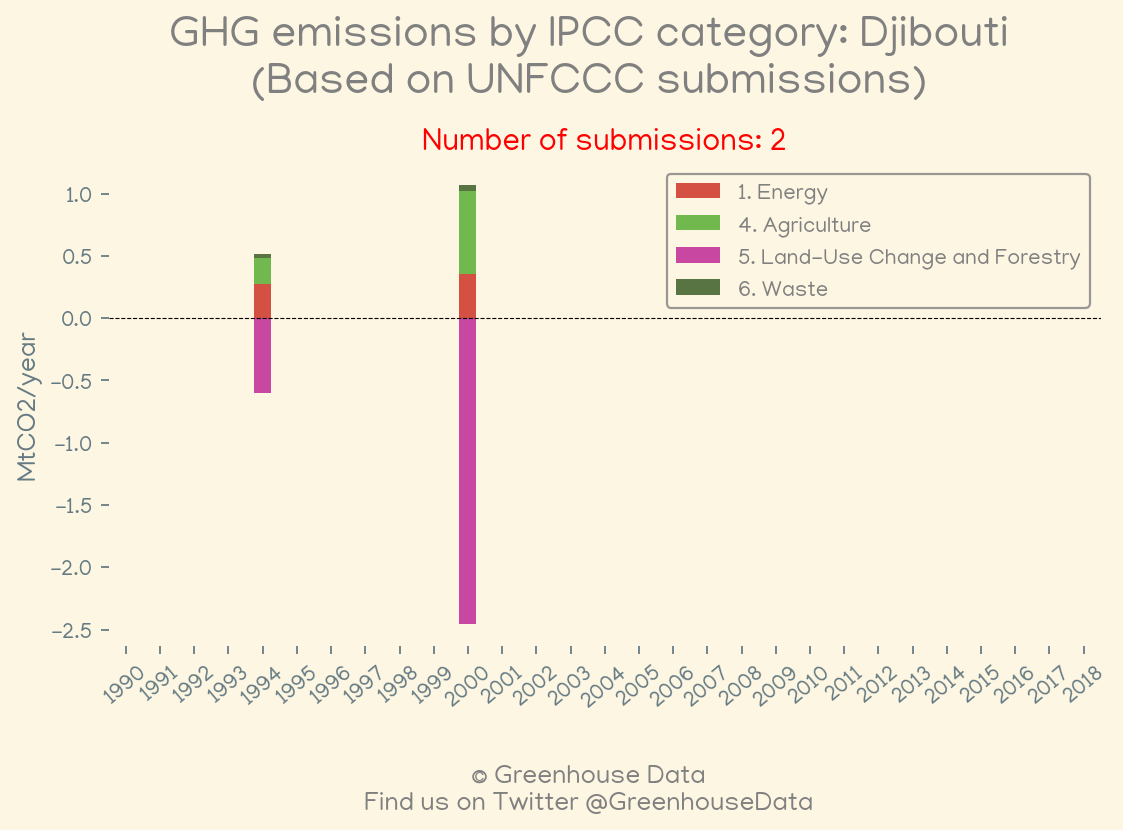 GHG emissions by IPCC category: Djibouti
(Based on UNFCCC submissions)
Number of submissions: 2
1. Energy
4. Agriculture
5. Land-Use Change and Forestry
6. Waste
MtCO2/year
1.0
0.5
0.0
-0.5
-1.0
-1.5
-2.0
-2.5
1990 1991 1992 1993 1994 1995 1996 1997 1998 1999 2000 2001 2002 2003 2004 2005 2006 2007 2008 2009 2010 2011 2012 2013 2014 2015 2016 2017 2018
© Greenhouse Data
Find us on Twitter @GreenhouseData